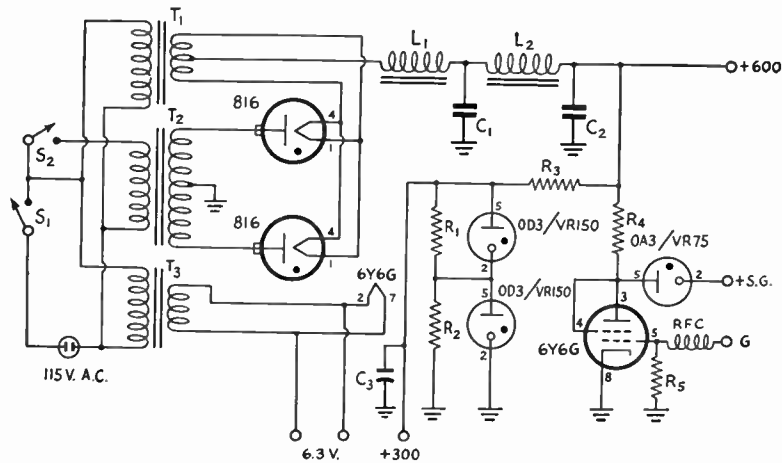 T1
L1
L2
+600
816
4
1
C1
C2
T2
S2
S1
R3
816
4
1
5
R1
0D3/VR150
2
R4
0A3/VR75
5
2
+S.G.
T3
6Y6G
2
7
5
0D3/VR150
R2
2
3
4
5
RFC
G
6Y6G
8
R5
115 V. A.C.
C3
6.3 V.
+300